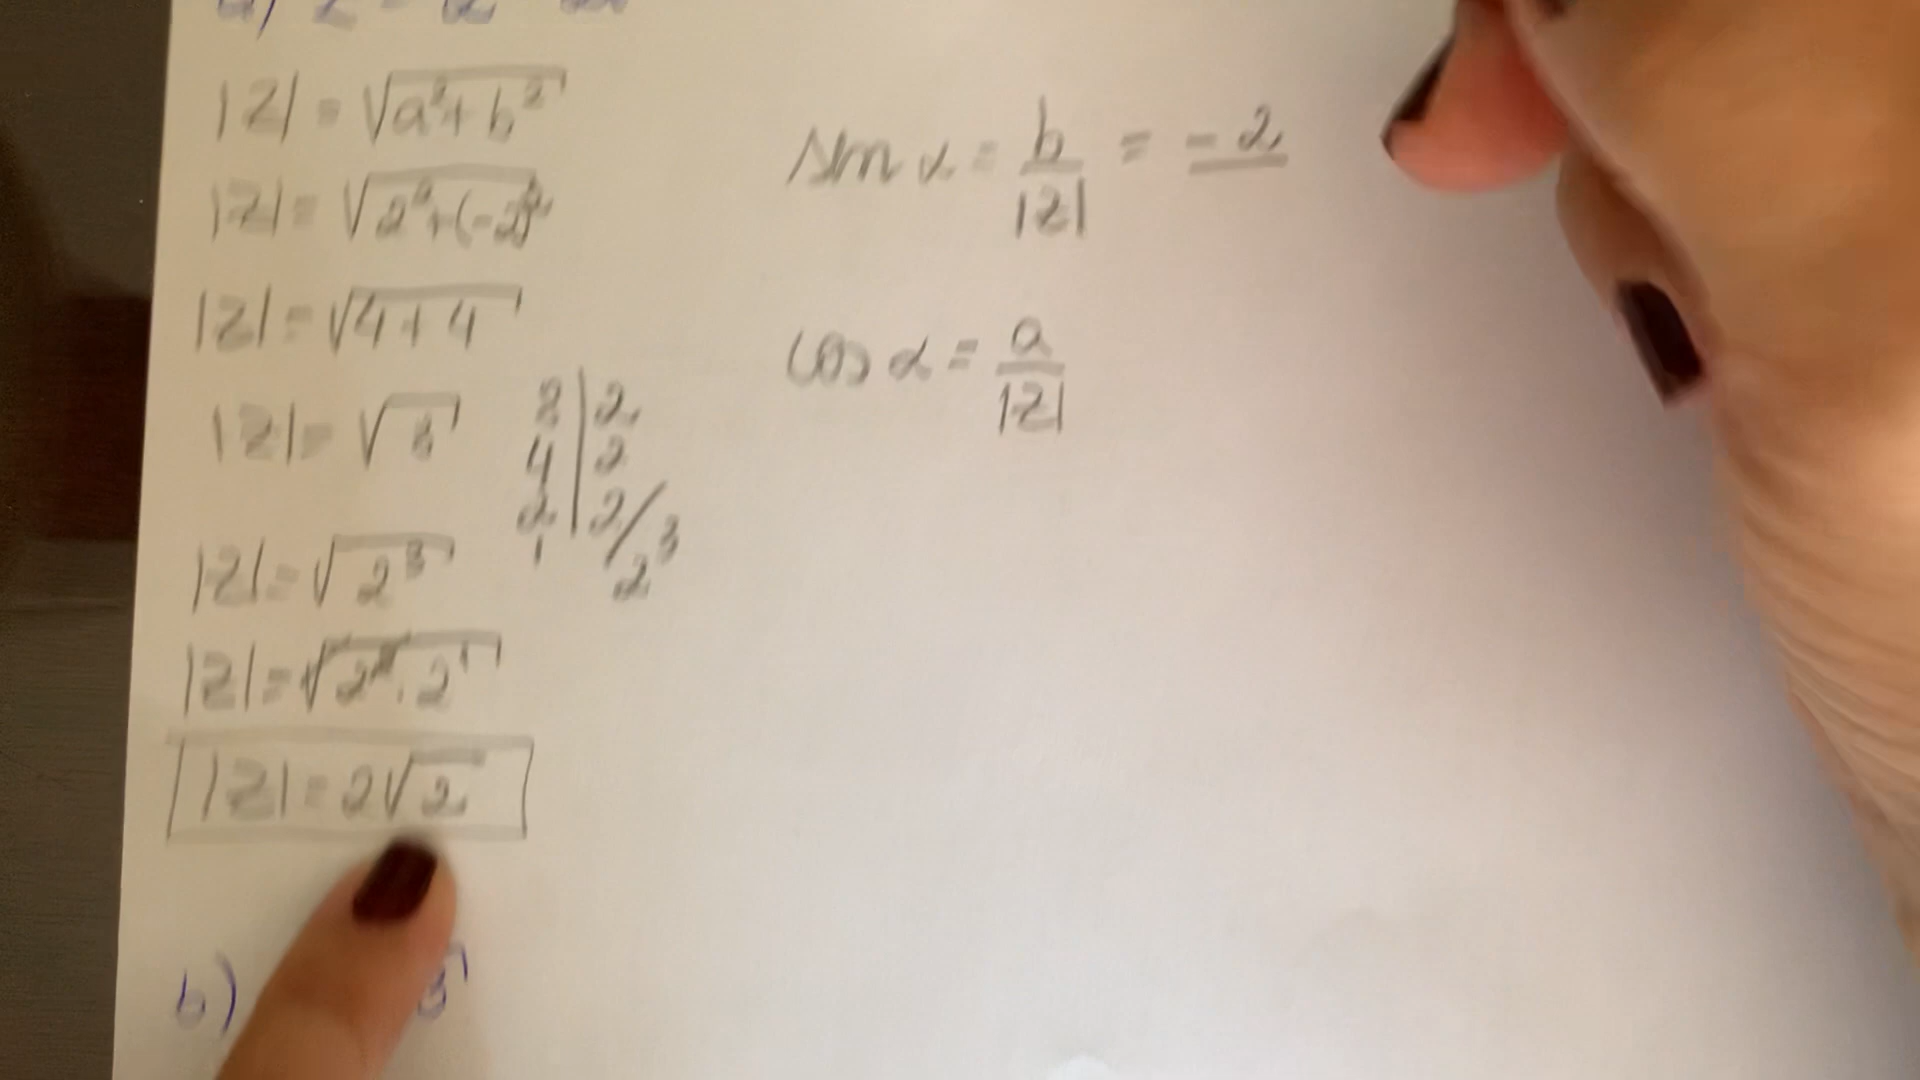 |z| = √a²+b²
|z| = √2²+(-2)²
|z| = √4+4
|z| = √8
8|2
4|2
2|2/
1 2³
|z| = √2³
|z| = √2²·2¹
|z| = 2√2
sen α = b/|z| = -2
cos α = a/|z|
b)